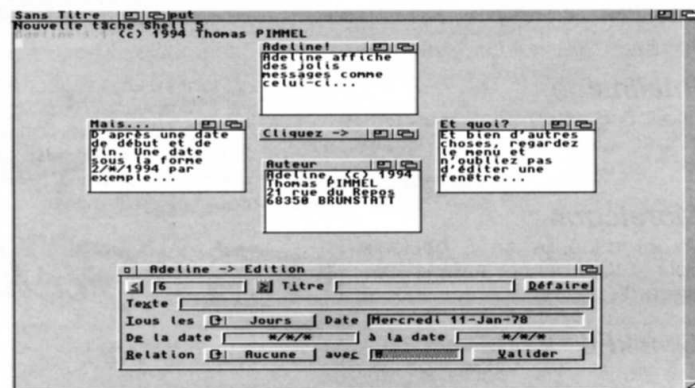 Sans Titre put
Nouvelle tâche Shell 5
(c) 1994 Thomas PIMMEL
Adeline!
Adeline affiche
des jolis
messages comme
celui-ci...
Mais...
D'après une date
de début et de
fin. Une date
sous la forme
2/*/1994 par
exemple...
Cliquez ->
Et quoi?
Et bien d'autres
choses, regardez
le menu et
n'oubliez pas
d'éditer une
fenêtre...
Auteur
Adeline, (c) 1994
Thomas PIMMEL
21 rue du Repos
68350 BRUNSTATT
Adeline -> Edition
< 6 > Titre Défaire
Texte
Tous les Jours Date Mercredi 11-Jan-78
De la date */*/* à la date */*/*
Relation Aucune avec Valider